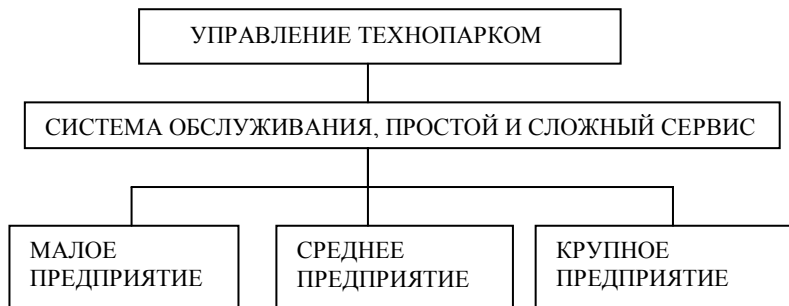 УПРАВЛЕНИЕ ТЕХНОПАРКОМ
СИСТЕМА ОБСЛУЖИВАНИЯ, ПРОСТОЙ И СЛОЖНЫЙ СЕРВИС
МАЛОЕ
ПРЕДПРИЯТИЕ
СРЕДНЕЕ
ПРЕДПРИЯТИЕ
КРУПНОЕ
ПРЕДПРИЯТИЕ